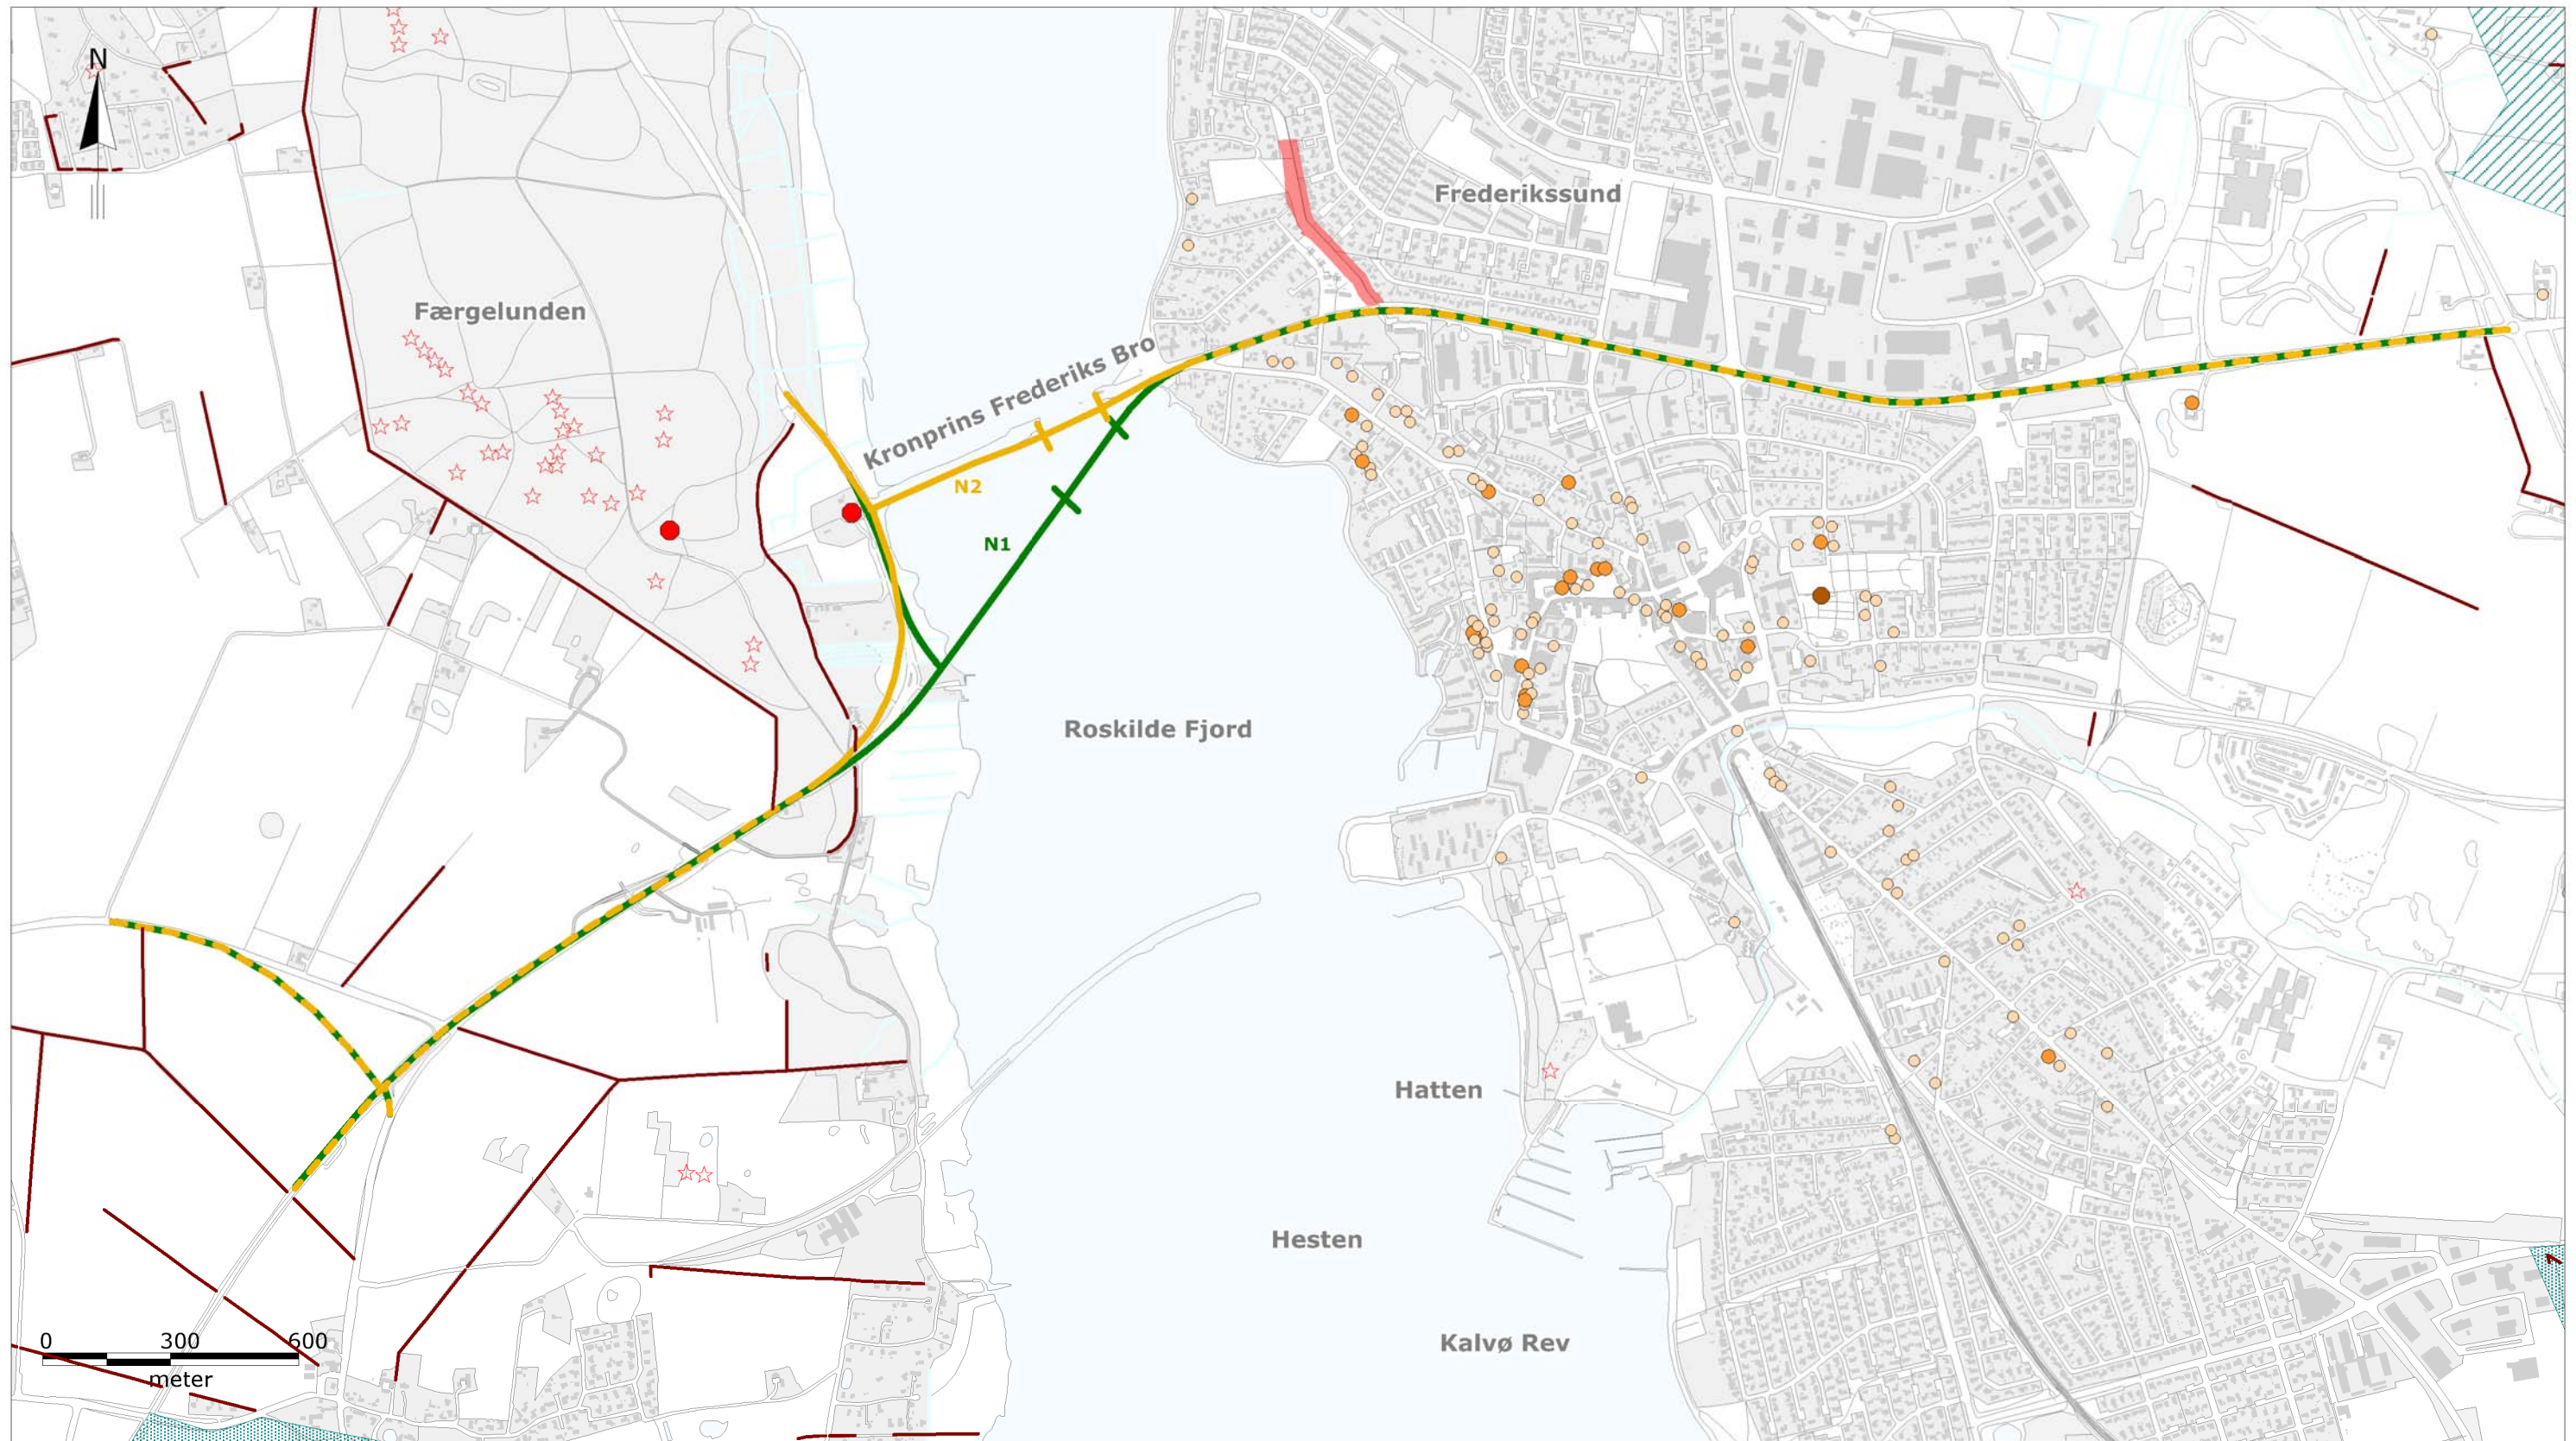 N
Frederikssund
Færgelunden
Kronprins Frederiks Bro
N2
N1
Roskilde Fjord
Hatten
Hesten
Kalvø Rev
0 300 600
meter